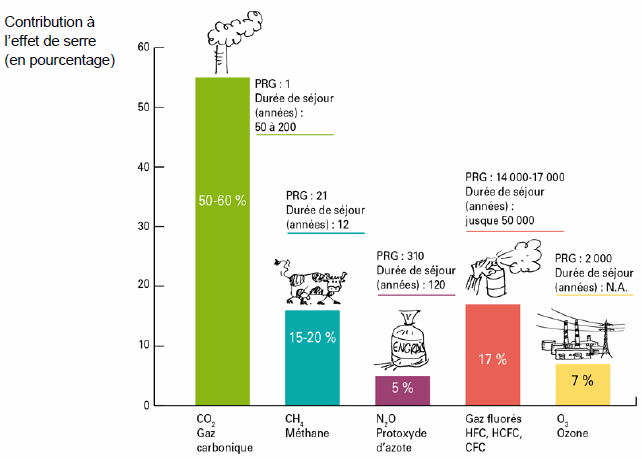 Contribution à
l'effet de serre
(en pourcentage)
60
50
40
30
20
10
0
PRG : 1
Durée de séjour
(années) :
50 à 200
50-60 %
PRG : 21
Durée de séjour
(années) : 12
15-20 %
PRG : 310
Durée de séjour
(années) : 120
ENGRAIS
5 %
PRG : 14 000-17 000
Durée de séjour
(années) :
jusque 50 000
17 %
PRG : 2 000
Durée de séjour
(années) : N.A.
7 %
CO₂
Gaz
carbonique
CH₄
Méthane
N₂O
Protoxyde
d'azote
Gaz fluorés
HFC, HCFC,
CFC
O₃
Ozone